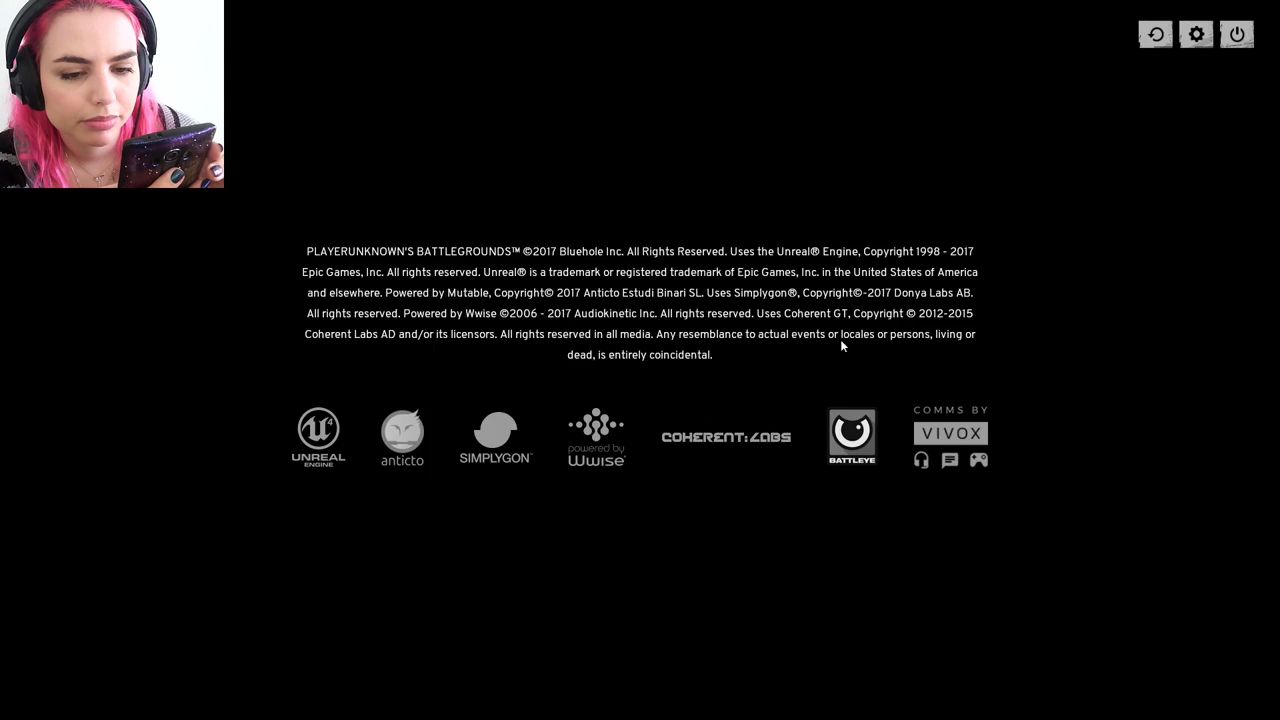 PLAYERUNKNOWN'S BATTLEGROUNDS™ ©2017 Bluehole Inc. All Rights Reserved. Uses the Unreal® Engine, Copyright 1998 - 2017
Epic Games, Inc. All rights reserved. Unreal® is a trademark or registered trademark of Epic Games, Inc. in the United States of America
and elsewhere. Powered by Mutable, Copyright© 2017 Anticto Estudi Binari SL. Uses Simplygon®, Copyright©-2017 Donya Labs AB.
All rights reserved. Powered by Wwise ©2006 - 2017 Audiokinetic Inc. All rights reserved. Uses Coherent GT, Copyright © 2012-2015
Coherent Labs AD and/or its licensors. All rights reserved in all media. Any resemblance to actual events or locales or persons, living or
dead, is entirely coincidental.
4
UNREAL
ENGINE
anticto
SIMPLYGON™
powered by
Wwise
COHERENT:LABS
BATTLEYE
COMMS BY
VIVOX